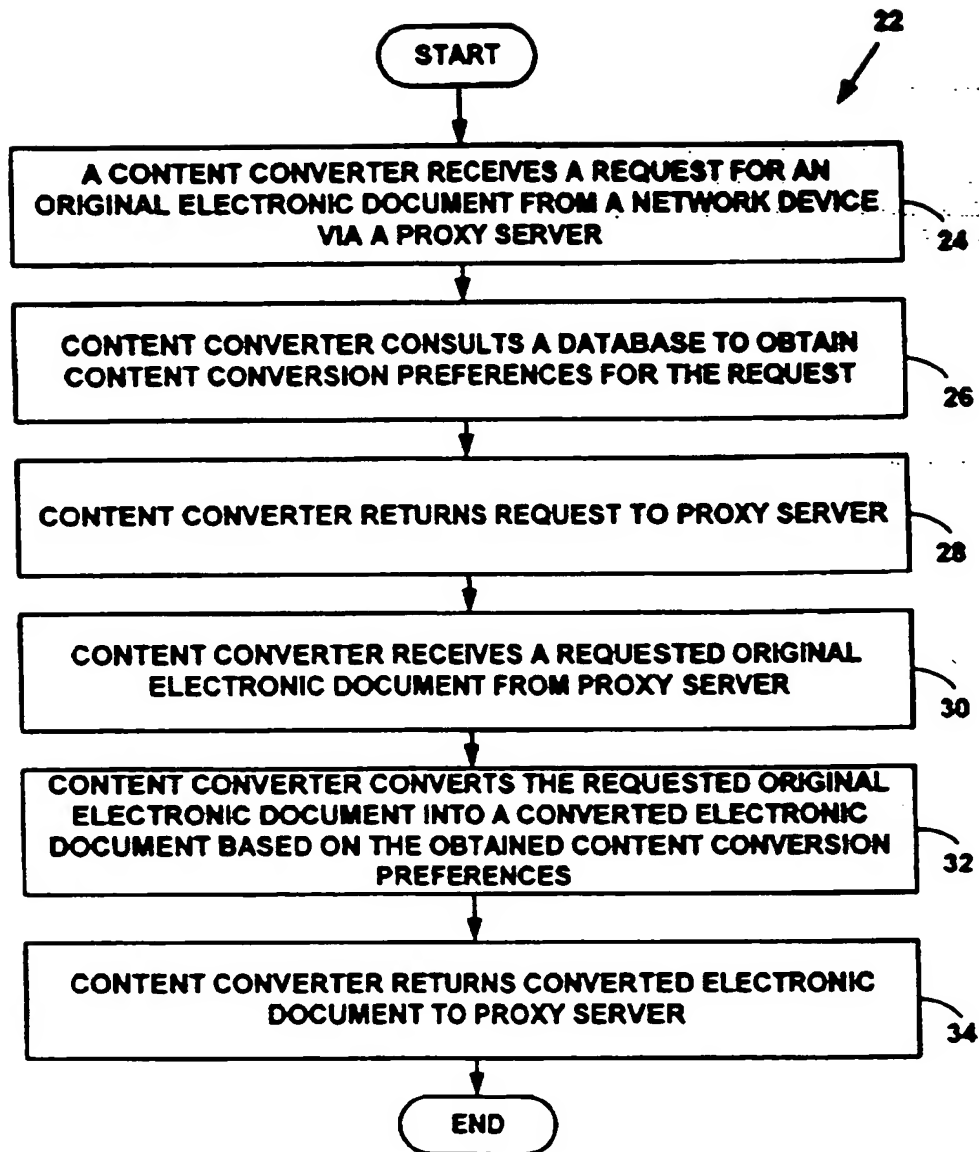 22
START
A CONTENT CONVERTER RECEIVES A REQUEST FOR AN
ORIGINAL ELECTRONIC DOCUMENT FROM A NETWORK DEVICE
VIA A PROXY SERVER
24
CONTENT CONVERTER CONSULTS A DATABASE TO OBTAIN
CONTENT CONVERSION PREFERENCES FOR THE REQUEST
26
CONTENT CONVERTER RETURNS REQUEST TO PROXY SERVER
28
CONTENT CONVERTER RECEIVES A REQUESTED ORIGINAL
ELECTRONIC DOCUMENT FROM PROXY SERVER
30
CONTENT CONVERTER CONVERTS THE REQUESTED ORIGINAL
ELECTRONIC DOCUMENT INTO A CONVERTED ELECTRONIC
DOCUMENT BASED ON THE OBTAINED CONTENT CONVERSION
PREFERENCES
32
CONTENT CONVERTER RETURNS CONVERTED ELECTRONIC
DOCUMENT TO PROXY SERVER
34
END